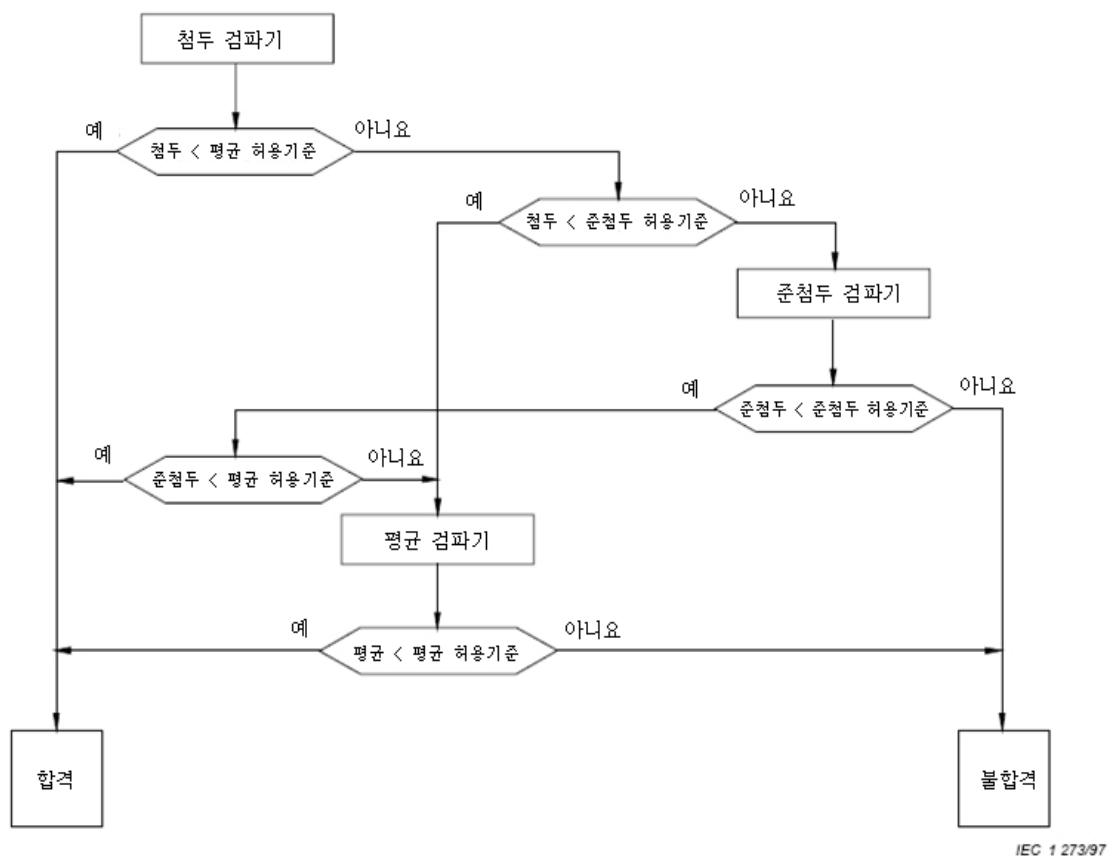 첨두 검파기
예
아니요
첨두 < 평균 허용기준
예
아니요
첨두 < 준첨두 허용기준
준첨두 검파기
예
아니요
준첨두 < 준첨두 허용기준
예
아니요
준첨두 < 평균 허용기준
평균 검파기
예
아니요
평균 < 평균 허용기준
합격
불합격
IEC 1 273/97